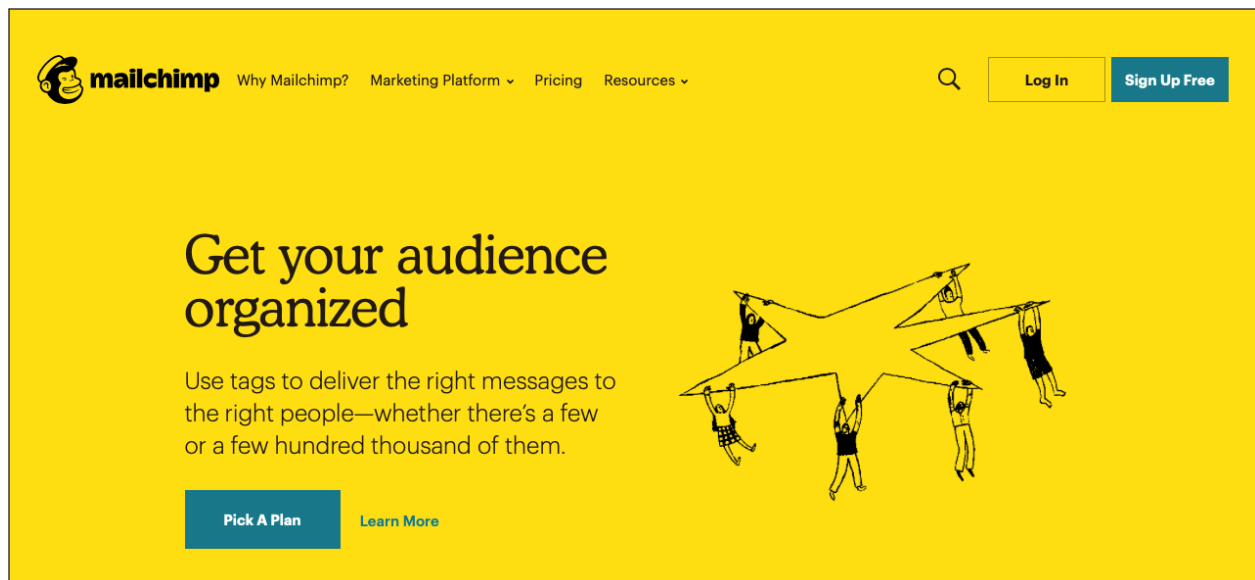 mailchimp Why Mailchimp? Marketing Platform Pricing Resources Log In Sign Up Free
Get your audience
organized
Use tags to deliver the right messages to
the right people—whether there’s a few
or a few hundred thousand of them.
Pick A Plan Learn More